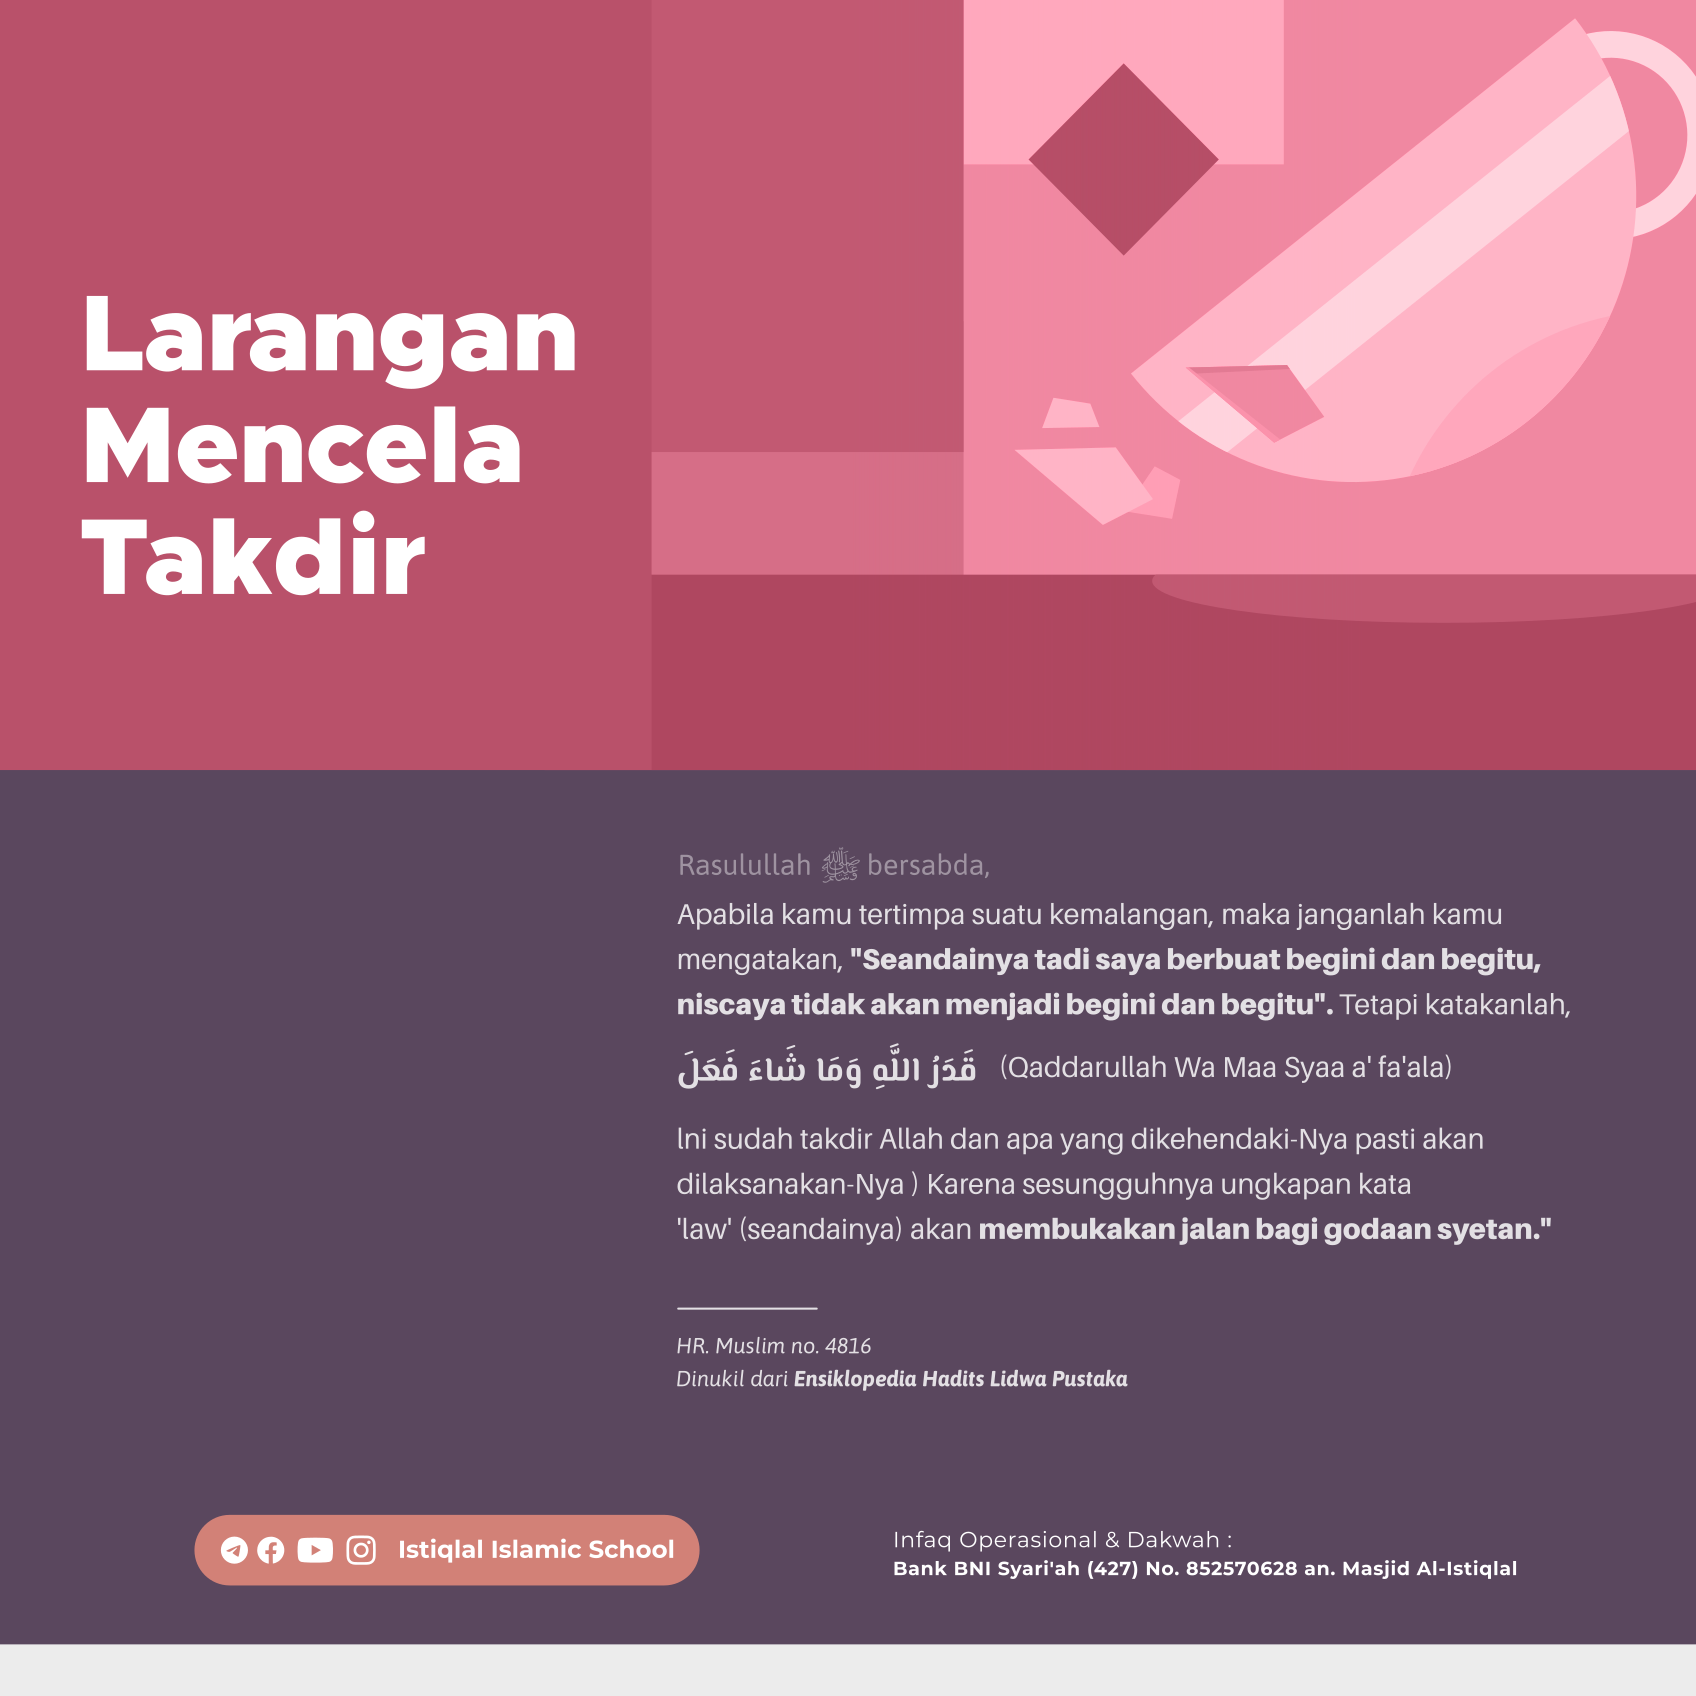 Larangan
Mencela
Takdir
Rasulullah ﷺ bersabda,
Apabila kamu tertimpa suatu kemalangan, maka janganlah kamu
mengatakan, "Seandainya tadi saya berbuat begini dan begitu,
niscaya tidak akan menjadi begini dan begitu". Tetapi katakanlah,
قَدَرُ اللَّهِ وَمَا شَاءَ فَعَلَ (Qaddarullah Wa Maa Syaa a' fa'ala)
lni sudah takdir Allah dan apa yang dikehendaki-Nya pasti akan
dilaksanakan-Nya ) Karena sesungguhnya ungkapan kata
'law' (seandainya) akan membukakan jalan bagi godaan syetan."
HR. Muslim no. 4816
Dinukil dari Ensiklopedia Hadits Lidwa Pustaka
Istiqlal Islamic School
Infaq Operasional & Dakwah :
Bank BNI Syari'ah (427) No. 852570628 an. Masjid Al-Istiqlal